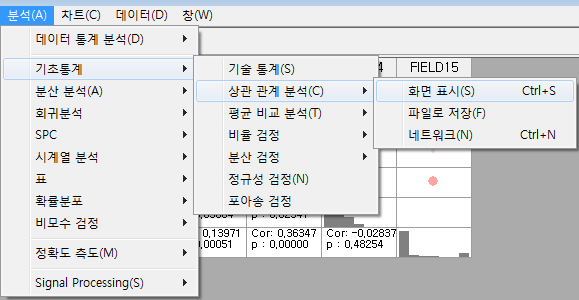 분석(A) 차트(C) 데이터(D) 창(W)
데이터 통계 분석(D)
기초통계
분산 분석(A)
회귀분석
SPC
시계열 분석
표
확률분포
비모수 검정
정확도 측도(M)
Signal Processing(S)
기술 통계(S)
상관 관계 분석(C)
평균 비교 분석(T)
비율 검정
분산 검정
정규성 검정(N)
포아송 검정
4 FIELD15
화면 표시(S) Ctrl+S
파일로 저장(F)
네트워크(N) Ctrl+N
0,13971 Cor: 0,36347 Cor: -0,02837
0,00051 p : 0,00000 p : 0,48254